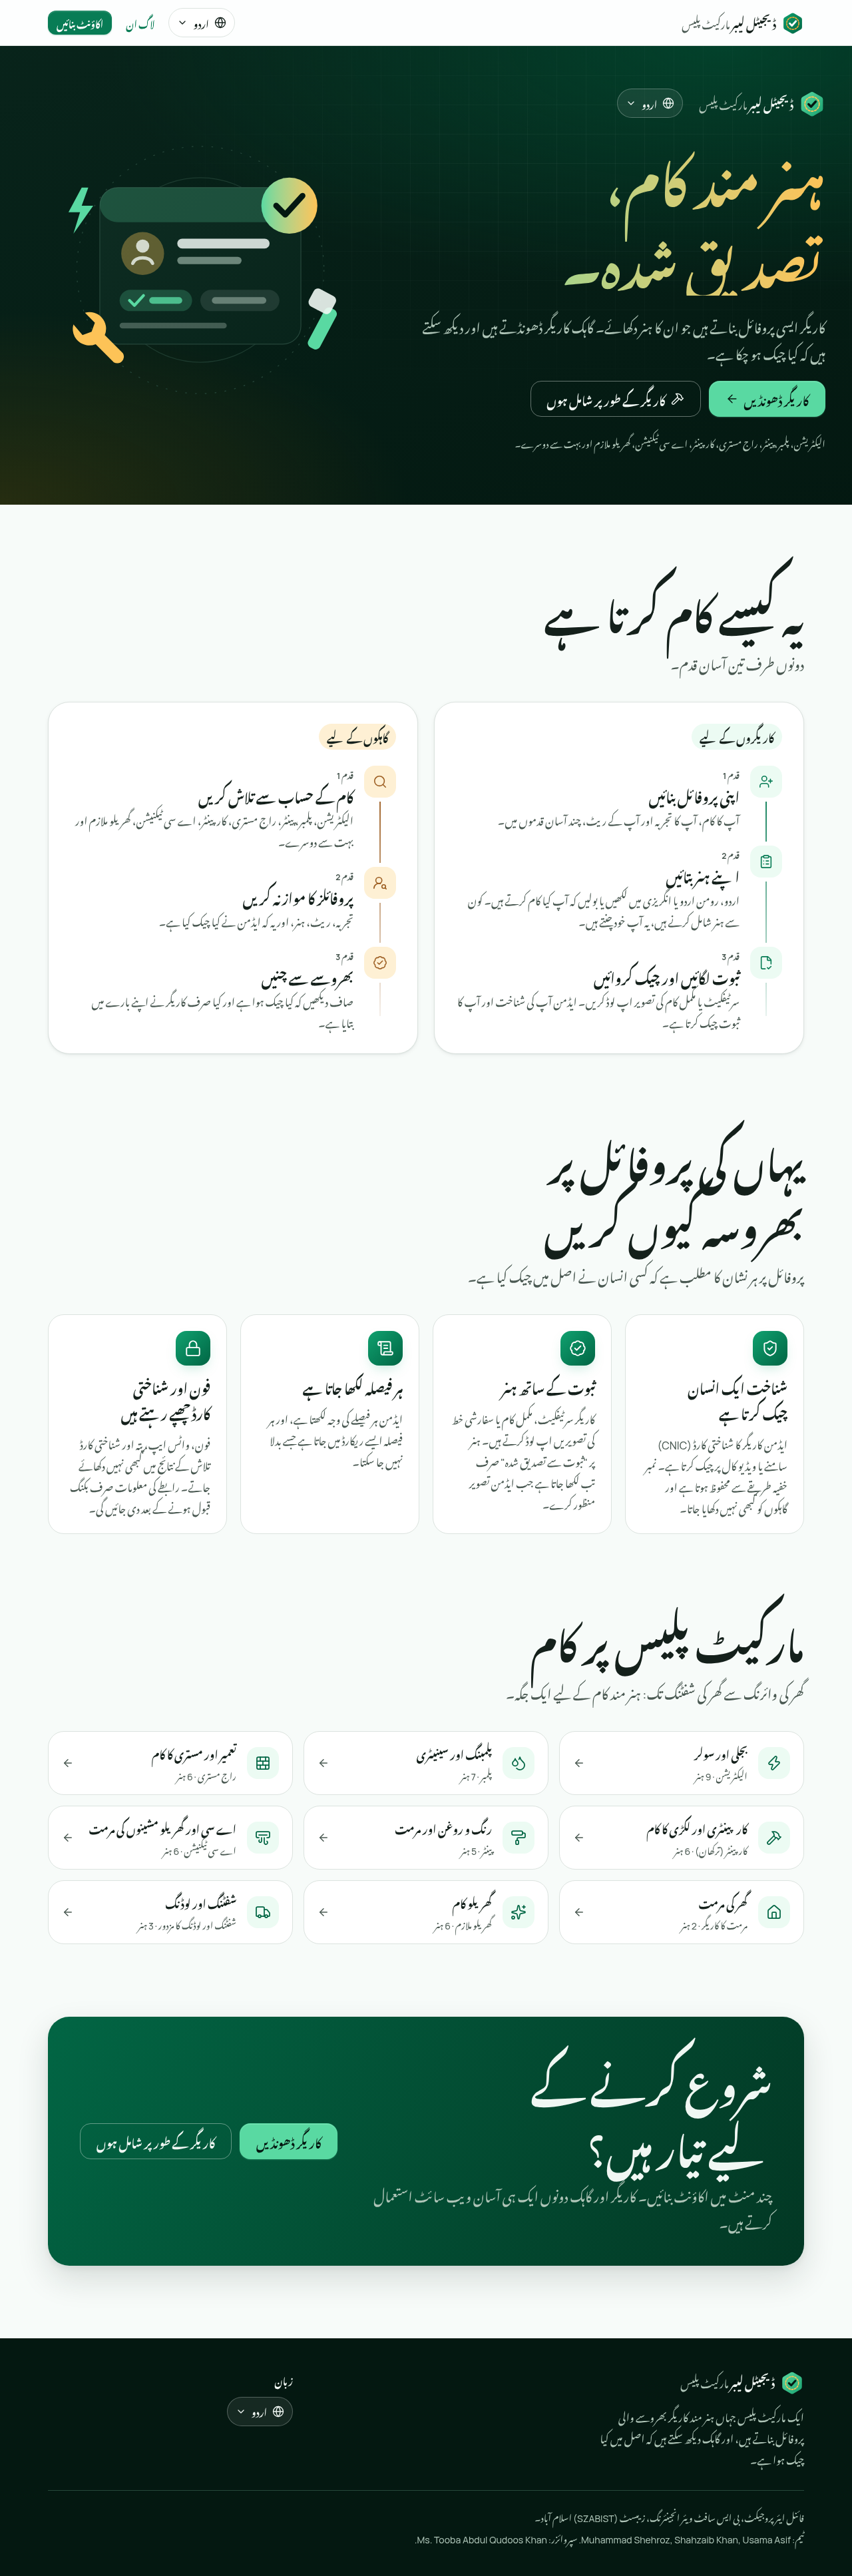 ڈیجیٹل لیبر مارکیٹ پلیس
اردو
لاگ ان
اکاؤنٹ بنائیں
ڈیجیٹل لیبر مارکیٹ پلیس
اردو
ہنر مند کام،
تصدیق شدہ۔
کاریگر ایسی پروفائل بناتے ہیں جو ان کا ہنر دکھائے۔ گاہک کاریگر ڈھونڈتے ہیں اور دیکھ سکتے
ہیں کہ کیا چیک ہو چکا ہے۔
کاریگر ڈھونڈیں
کاریگر کے طور پر شامل ہوں
الیکٹریشن، پلمبر، پینٹر، راج مستری، کارپینٹر، اے سی ٹیکنیشن، گھریلو ملازم اور بہت سے دوسرے۔
یہ کیسے کام کرتا ہے
دونوں طرف تین آسان قدم۔
کاریگروں کے لیے
قدم 1
اپنی پروفائل بنائیں
آپ کا کام، آپ کا تجربہ اور آپ کے ریٹ، چند آسان قدموں میں۔
قدم 2
اپنے ہنر بتائیں
اردو، رومن اردو یا انگریزی میں لکھیں یا بولیں کہ آپ کیا کام کرتے ہیں۔ کون
سے ہنر شامل کرنے ہیں، یہ آپ خود چنتے ہیں۔
قدم 3
ثبوت لگائیں اور چیک کروائیں
سرٹیفکیٹ یا مکمل کام کی تصویر اپ لوڈ کریں۔ ایڈمن آپ کی شناخت اور آپ کا
ثبوت چیک کرتا ہے۔
گاہکوں کے لیے
قدم 1
کام کے حساب سے تلاش کریں
الیکٹریشن، پلمبر، پینٹر، راج مستری، کارپینٹر، اے سی ٹیکنیشن، گھریلو ملازم اور
بہت سے دوسرے۔
قدم 2
پروفائلز کا موازنہ کریں
تجربہ، ریٹ، ہنر، اور یہ کہ ایڈمن نے کیا چیک کیا ہے۔
قدم 3
بھروسے سے چنیں
صاف دیکھیں کہ کیا چیک ہوا ہے اور کیا صرف کاریگر نے اپنے بارے میں
بتایا ہے۔
یہاں کی پروفائل پر
بھروسہ کیوں کریں
پروفائل پر ہر نشان کا مطلب ہے کہ کسی انسان نے اصل میں چیک کیا ہے۔
شناخت ایک انسان
چیک کرتا ہے
ایڈمن کاریگر کا شناختی کارڈ (CNIC)
سامنے یا ویڈیو کال پر چیک کرتا ہے۔ نمبر
خفیہ طریقے سے محفوظ ہوتا ہے اور
گاہکوں کو کبھی نہیں دکھایا جاتا۔
ثبوت کے ساتھ ہنر
کاریگر سرٹیفکیٹ، مکمل کام یا سفارشی خط
کی تصویریں اپ لوڈ کرتے ہیں۔ ہنر
پر "ثبوت سے تصدیق شدہ" صرف
تب لکھا جاتا ہے جب ایڈمن تصویر
منظور کرے۔
ہر فیصلہ لکھا جاتا ہے
ایڈمن ہر فیصلے کی وجہ لکھتا ہے، اور ہر
فیصلہ ایسے ریکارڈ میں جاتا ہے جسے بدلا
نہیں جا سکتا۔
فون اور شناختی
کارڈ چھپے رہتے ہیں
فون، واٹس ایپ، پتہ اور شناختی کارڈ
تلاش کے نتائج میں کبھی نہیں دکھائے
جاتے۔ رابطے کی معلومات صرف بکنگ
قبول ہونے کے بعد دی جائیں گی۔
مارکیٹ پلیس پر کام
گھر کی وائرنگ سے گھر کی شفٹنگ تک: ہنر مند کام کے لیے ایک جگہ۔
بجلی اور سولر
الیکٹریشن · 9 ہنر
پلمبنگ اور سینیٹری
پلمبر · 7 ہنر
تعمیر اور مستری کا کام
راج مستری · 6 ہنر
کارپینٹری اور لکڑی کا کام
کارپینٹر (ترکھان) · 6 ہنر
رنگ و روغن اور مرمت
پینٹر · 5 ہنر
اے سی اور گھریلو مشینوں کی مرمت
اے سی ٹیکنیشن · 6 ہنر
گھر کی مرمت
مرمت کا کاریگر · 2 ہنر
گھریلو کام
گھریلو ملازم · 6 ہنر
شفٹنگ اور لوڈنگ
شفٹنگ اور لوڈنگ کا مزدور · 3 ہنر
شروع کرنے کے
لیے تیار ہیں؟
چند منٹ میں اکاؤنٹ بنائیں۔ کاریگر اور گاہک دونوں ایک ہی آسان ویب سائٹ استعمال
کرتے ہیں۔
کاریگر ڈھونڈیں
کاریگر کے طور پر شامل ہوں
ڈیجیٹل لیبر مارکیٹ پلیس
ایک مارکیٹ پلیس جہاں ہنر مند کاریگر بھروسے والی
پروفائل بناتے ہیں، اور گاہک دیکھ سکتے ہیں کہ اصل میں کیا
چیک ہوا ہے۔
زبان
اردو
فائنل ایئر پروجیکٹ، بی ایس سافٹ ویئر انجینئرنگ، زیبسٹ (SZABIST) اسلام آباد۔
ٹیم: Muhammad Shehroz, Shahzaib Khan, Usama Asif. سپروائزر: Ms. Tooba Abdul Qudoos Khan.